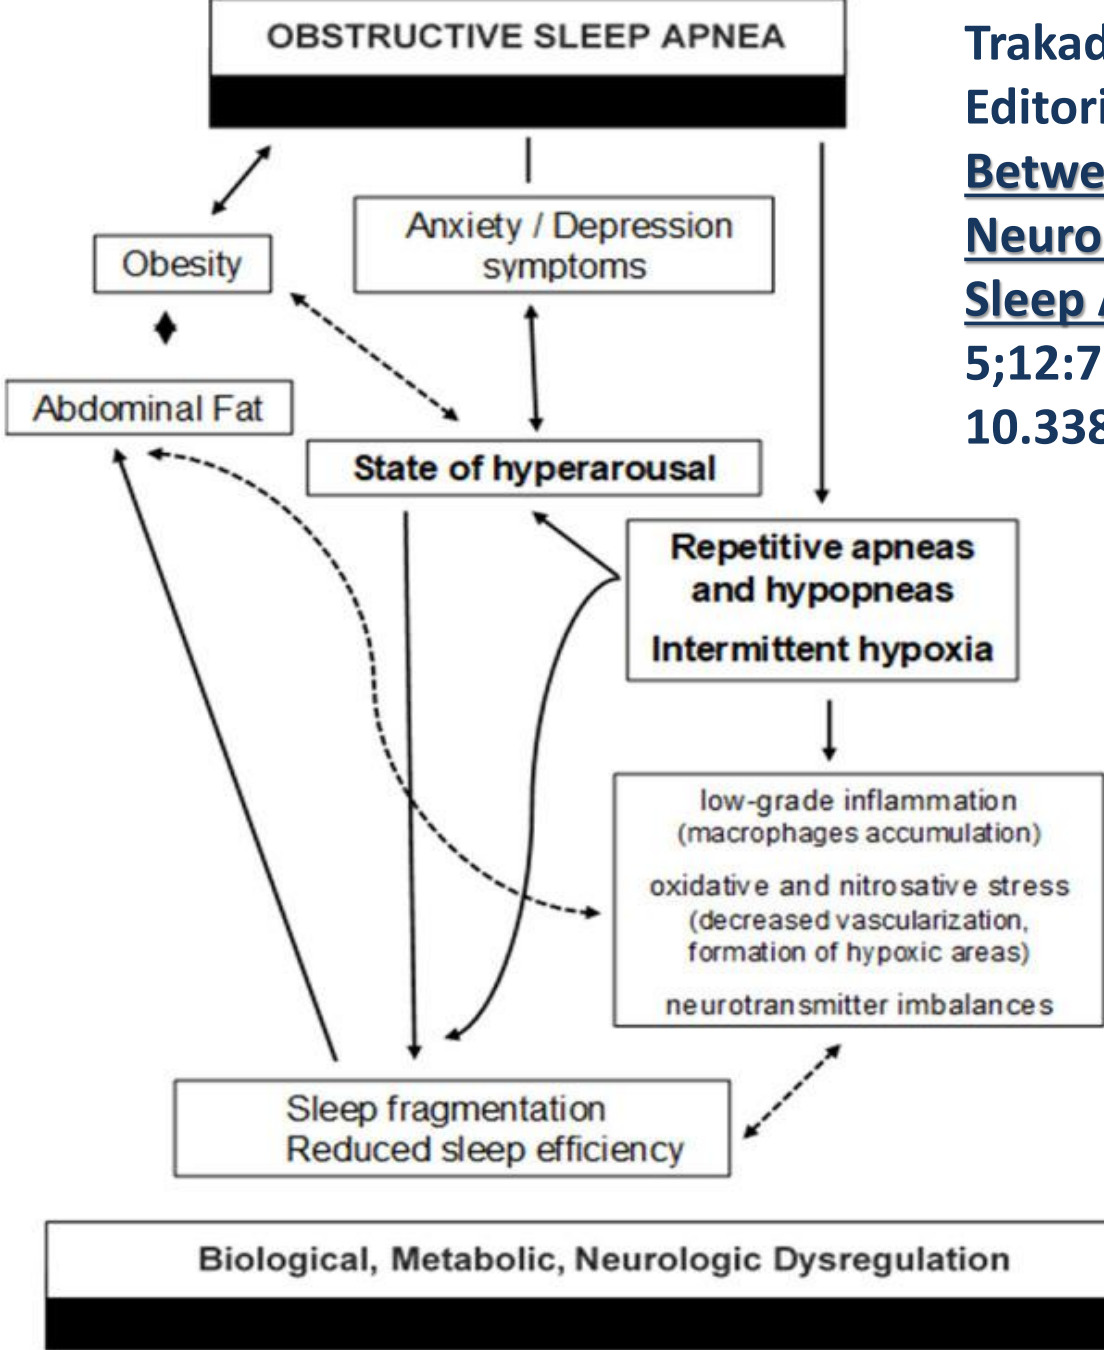 OBSTRUCTIVE SLEEP APNEA
Anxiety / Depression
symptoms
Obesity
Abdominal Fat
State of hyperarousal
Repetitive apneas
and hypopneas
Intermittent hypoxia
low-grade inflammation
(macrophages accumulation)
oxidative and nitrosative stress
(decreased vascularization,
formation of hypoxic areas)
neurotransmitter imbalances
Sleep fragmentation
Reduced sleep efficiency
Biological, Metabolic, Neurologic Dysregulation
Trakad
Editori
Betwe
Neuro
Sleep
5;12:7
10.338